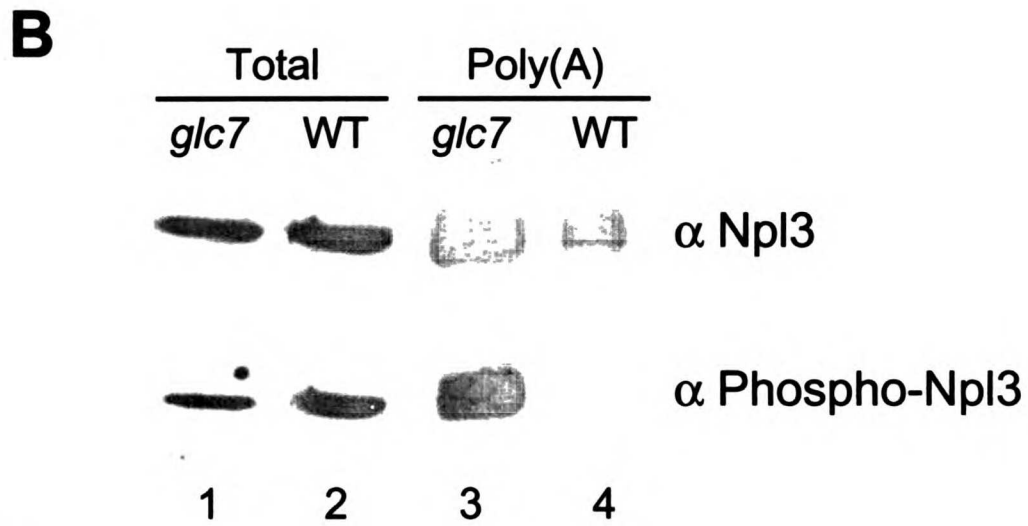 B
Total Poly(A)
glc7 WT glc7 WT
α Npl3
α Phospho-Npl3
1 2 3 4